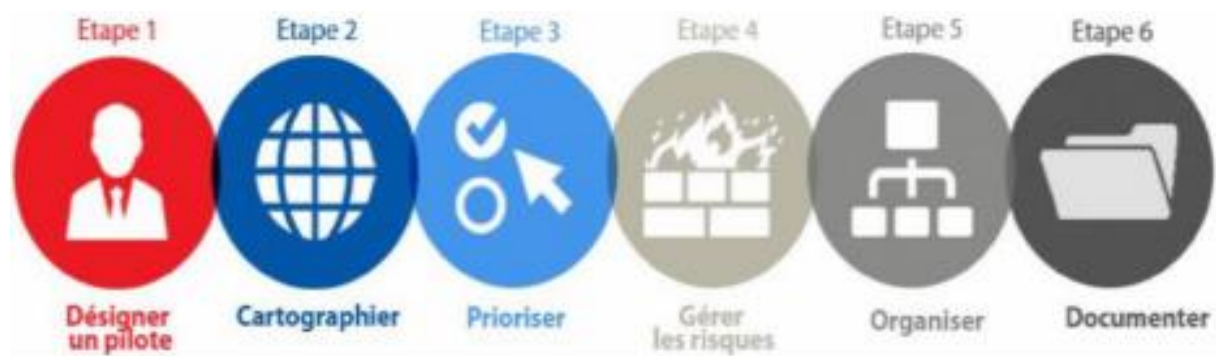 Etape 1
Etape 2
Etape 3
Etape 4
Etape 5
Etape 6
Désigner
un pilote
Cartographier
Prioriser
Gérer
les risques
Organiser
Documenter